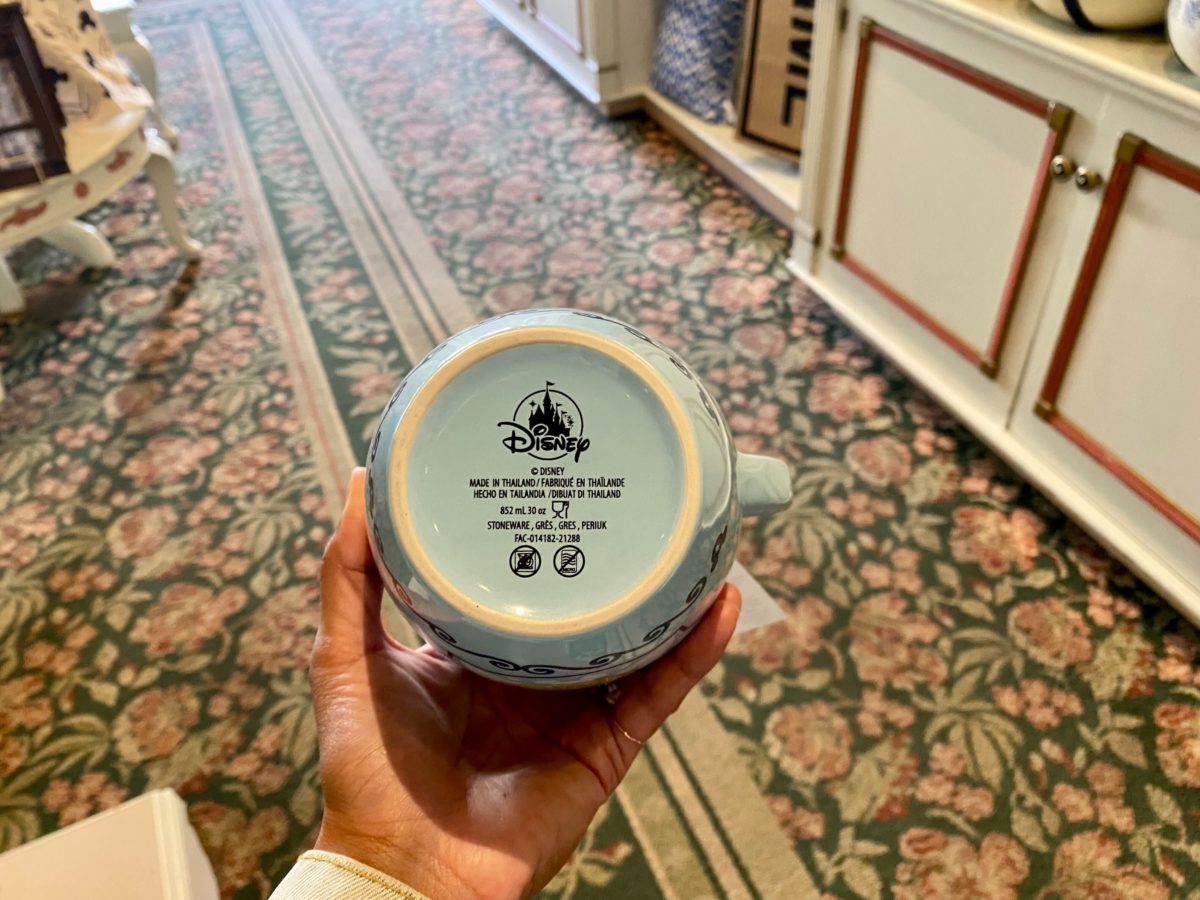 Disney
© DISNEY
MADE IN THAILAND / FABRIQUÉ EN THAÏLANDE
HECHO EN TAILANDIA / DIBUAT DI THAILAND
852 mL 30 oz
STONEWARE , GRÈS , GRES , PERIUK
FAC-014182-21288